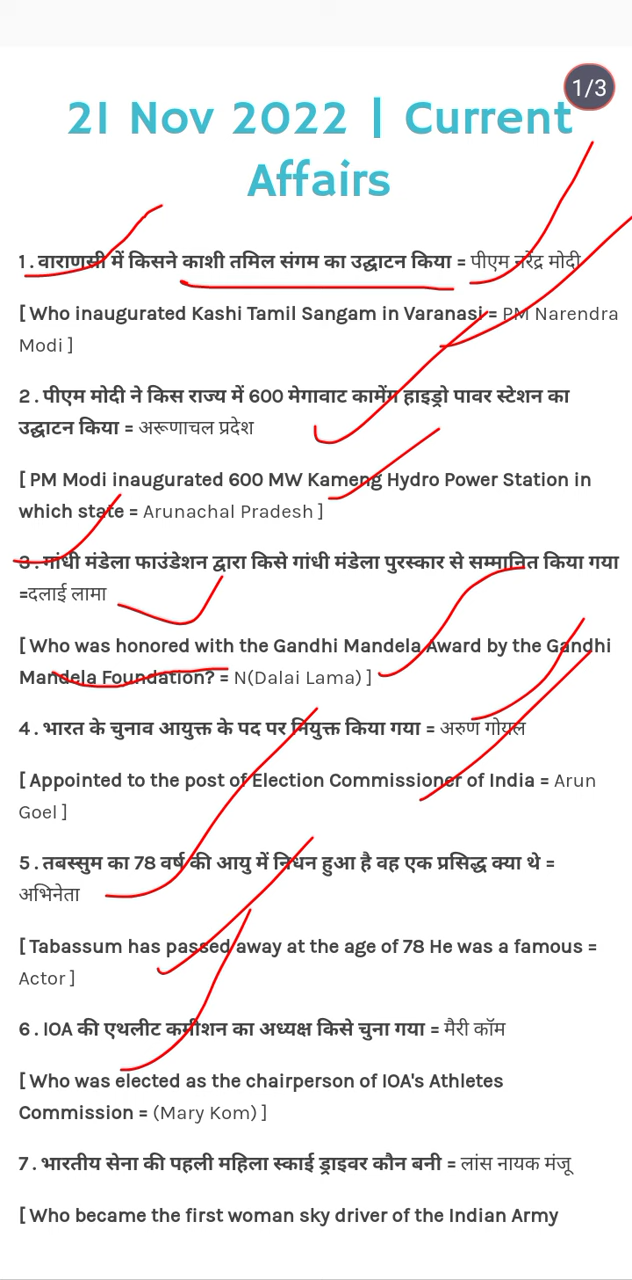 1/3
21 Nov 2022 | Current
Affairs
1. वाराणसी में किसने काशी तमिल संगम का उद्घाटन किया = पीएम नरेंद्र मोदी
[ Who inaugurated Kashi Tamil Sangam in Varanasi = PM Narendra
Modi ]
2. पीएम मोदी ने किस राज्य में 600 मेगावाट कामेंग हाइड्रो पावर स्टेशन का
उद्घाटन किया = अरूणाचल प्रदेश
[ PM Modi inaugurated 600 MW Kameng Hydro Power Station in
which state = Arunachal Pradesh ]
3. गांधी मंडेला फाउंडेशन द्वारा किसे गांधी मंडेला पुरस्कार से सम्मानित किया गया
=दलाई लामा
[ Who was honored with the Gandhi Mandela Award by the Gandhi
Mandela Foundation? = N(Dalai Lama) ]
4. भारत के चुनाव आयुक्त के पद पर नियुक्त किया गया = अरुण गोयल
[ Appointed to the post of Election Commissioner of India = Arun
Goel ]
5. तबस्सुम का 78 वर्ष की आयु में निधन हुआ है वह एक प्रसिद्ध क्या थे =
अभिनेता
[ Tabassum has passed away at the age of 78 He was a famous =
Actor ]
6. IOA की एथलीट कमीशन का अध्यक्ष किसे चुना गया = मैरी कॉम
[ Who was elected as the chairperson of IOA's Athletes
Commission = (Mary Kom) ]
7. भारतीय सेना की पहली महिला स्काई ड्राइवर कौन बनी = लांस नायक मंजू
[ Who became the first woman sky driver of the Indian Army